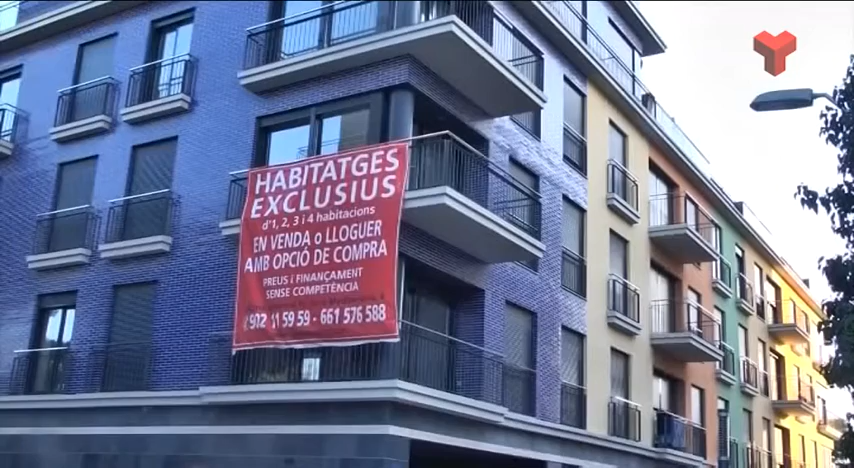 HABITATGES
EXCLUSIUS
d'1, 2, 3 i 4 habitacions
EN VENDA o LLOGUER
AMB OPCIÓ DE COMPRA
PREUS i FINANÇAMENT
SENSE COMPETÈNCIA
902 11 59 59 - 661 576 588